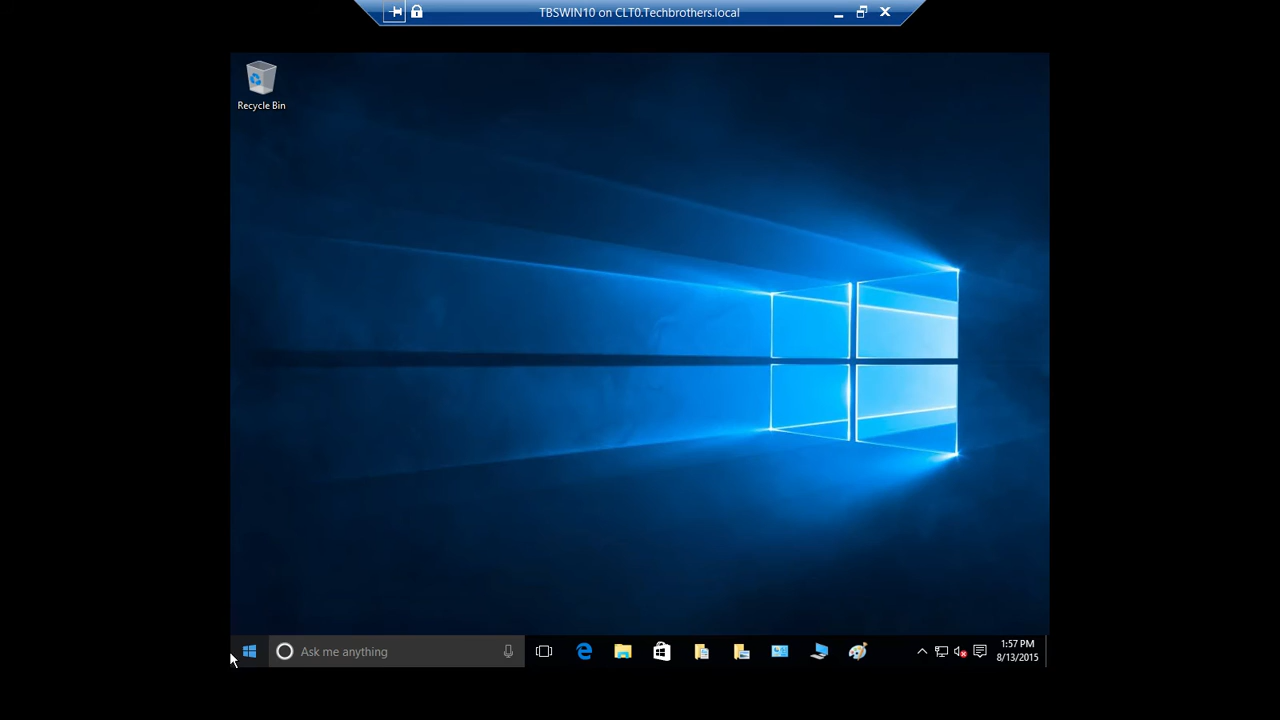 TBSWIN10 on CLT0.Techbrothers.local
Recycle Bin
Ask me anything
1:57 PM
8/13/2015